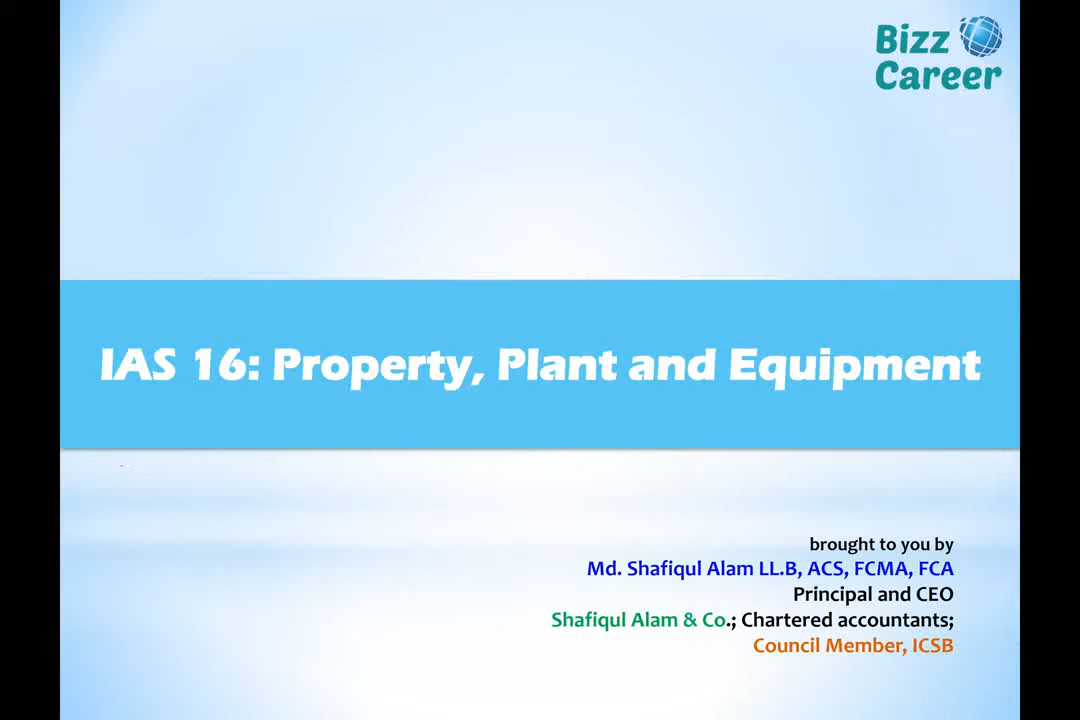 Bizz
Career
IAS 16: Property, Plant and Equipment
brought to you by
Md. Shafiqul Alam LL.B, ACS, FCMA, FCA
Principal and CEO
Shafiqul Alam & Co.; Chartered accountants;
Council Member, ICSB